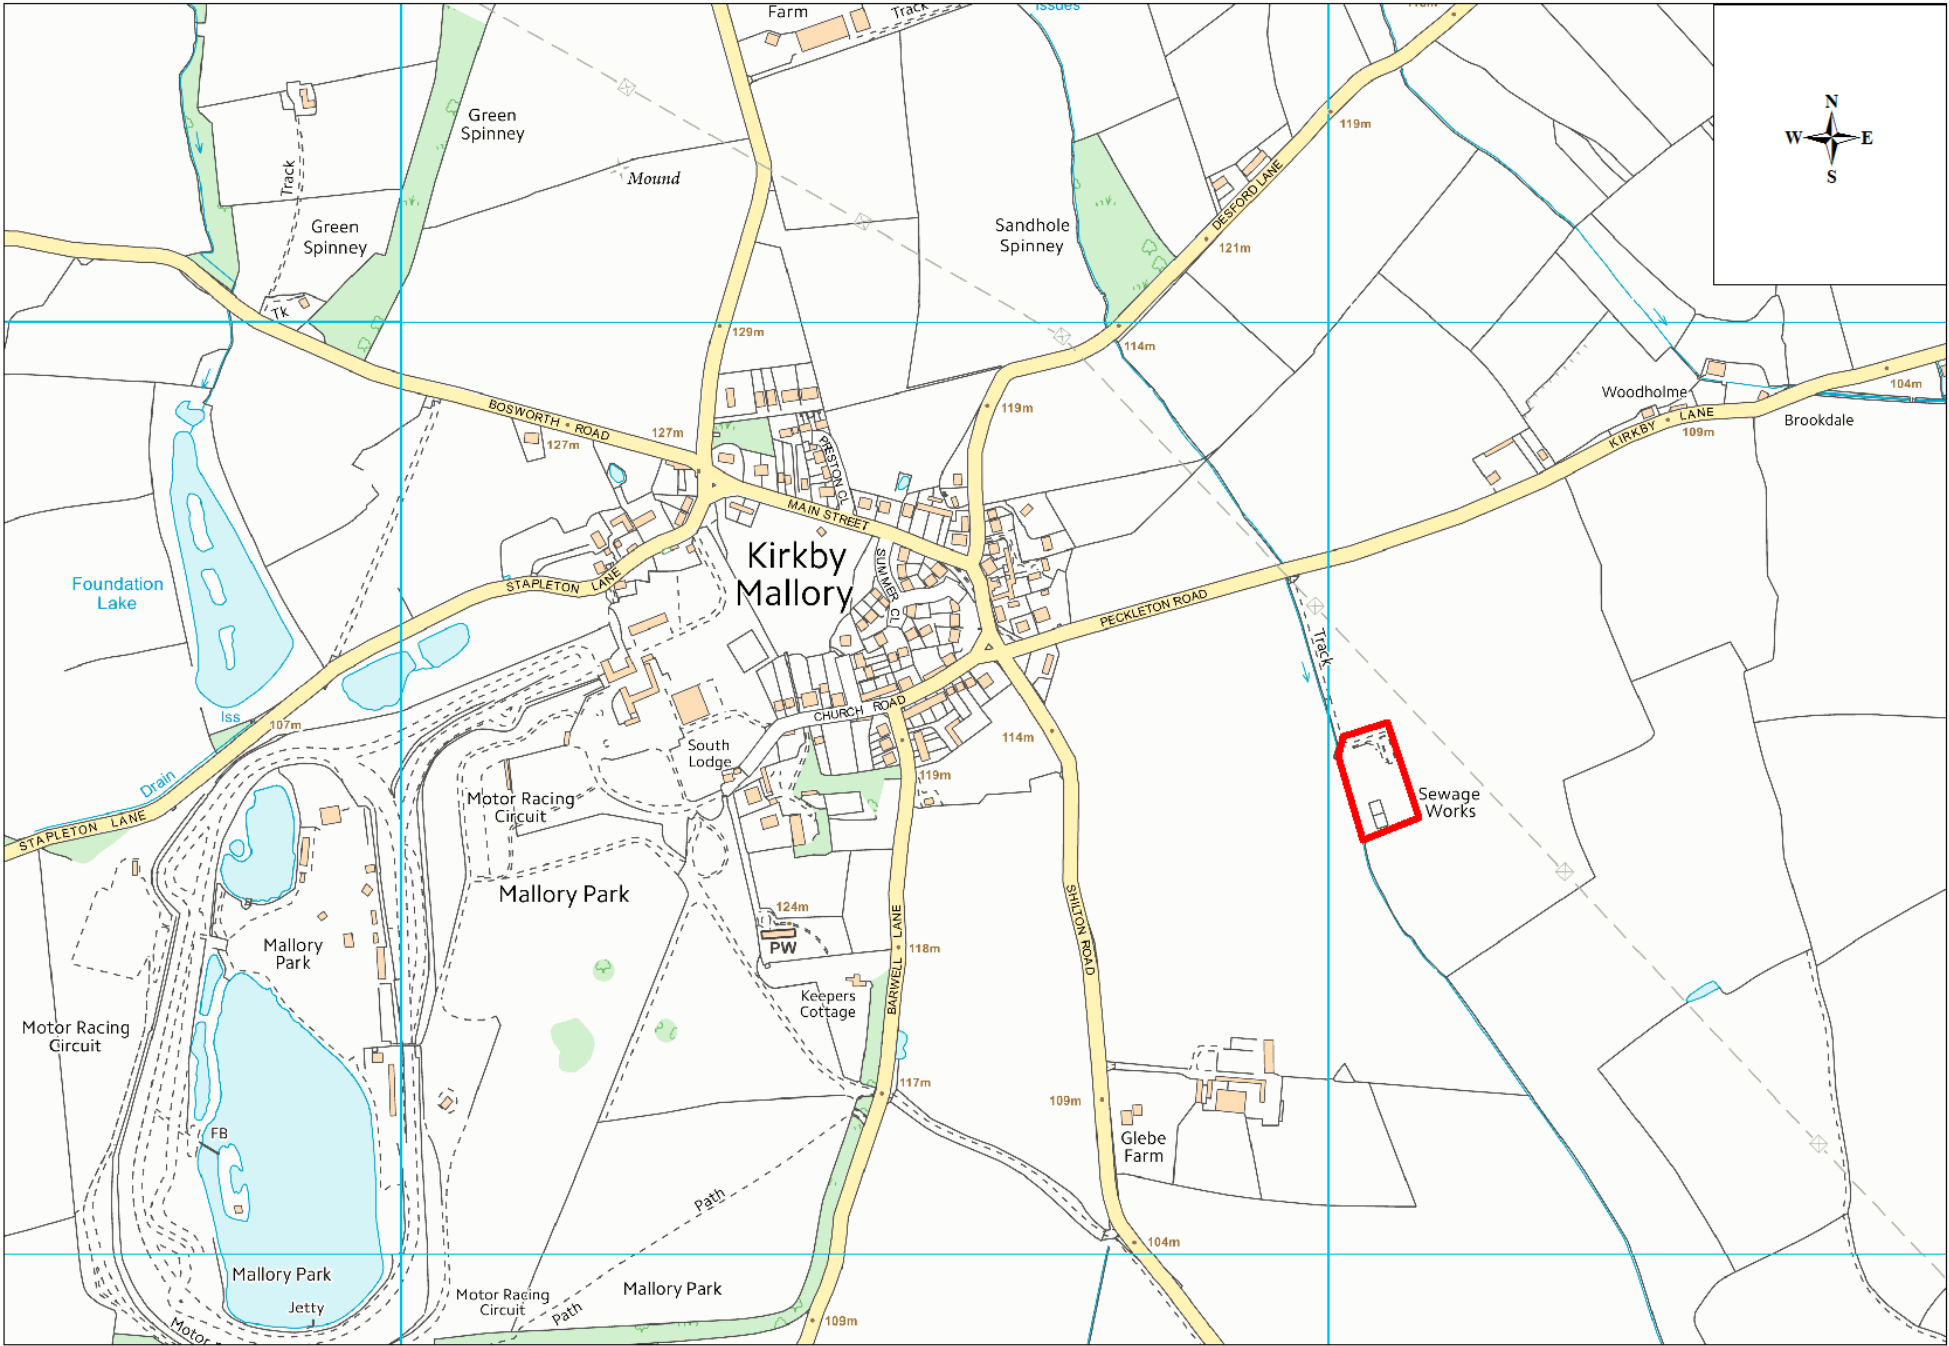 Farm
Track
Issues
N
W E
S
Green
Spinney
119m
Track
Mound
DESFORD LANE
Green
Spinney
Sandhole
Spinney
121m
Tk
129m
114m
104m
Woodholme
BOSWORTH ROAD
119m
KIRKBY LANE
Brookdale
127m
127m
109m
PRESTON CL
MAIN STREET
Kirkby
Mallory
SUMMER CL
Foundation
Lake
STAPLETON LANE
PECKLETON ROAD
Track
Iss
107m
CHURCH ROAD
South
Lodge
114m
119m
Drain
Motor Racing
Circuit
Sewage
Works
STAPLETON LANE
Mallory Park
124m
PW
BARWELL LANE
118m
SHILTON ROAD
Mallory
Park
Keepers
Cottage
Motor Racing
Circuit
117m
109m
FB
Glebe
Farm
Path
104m
Mallory Park
Jetty
Motor Racing
Circuit
Path
Mallory Park
Motor
109m